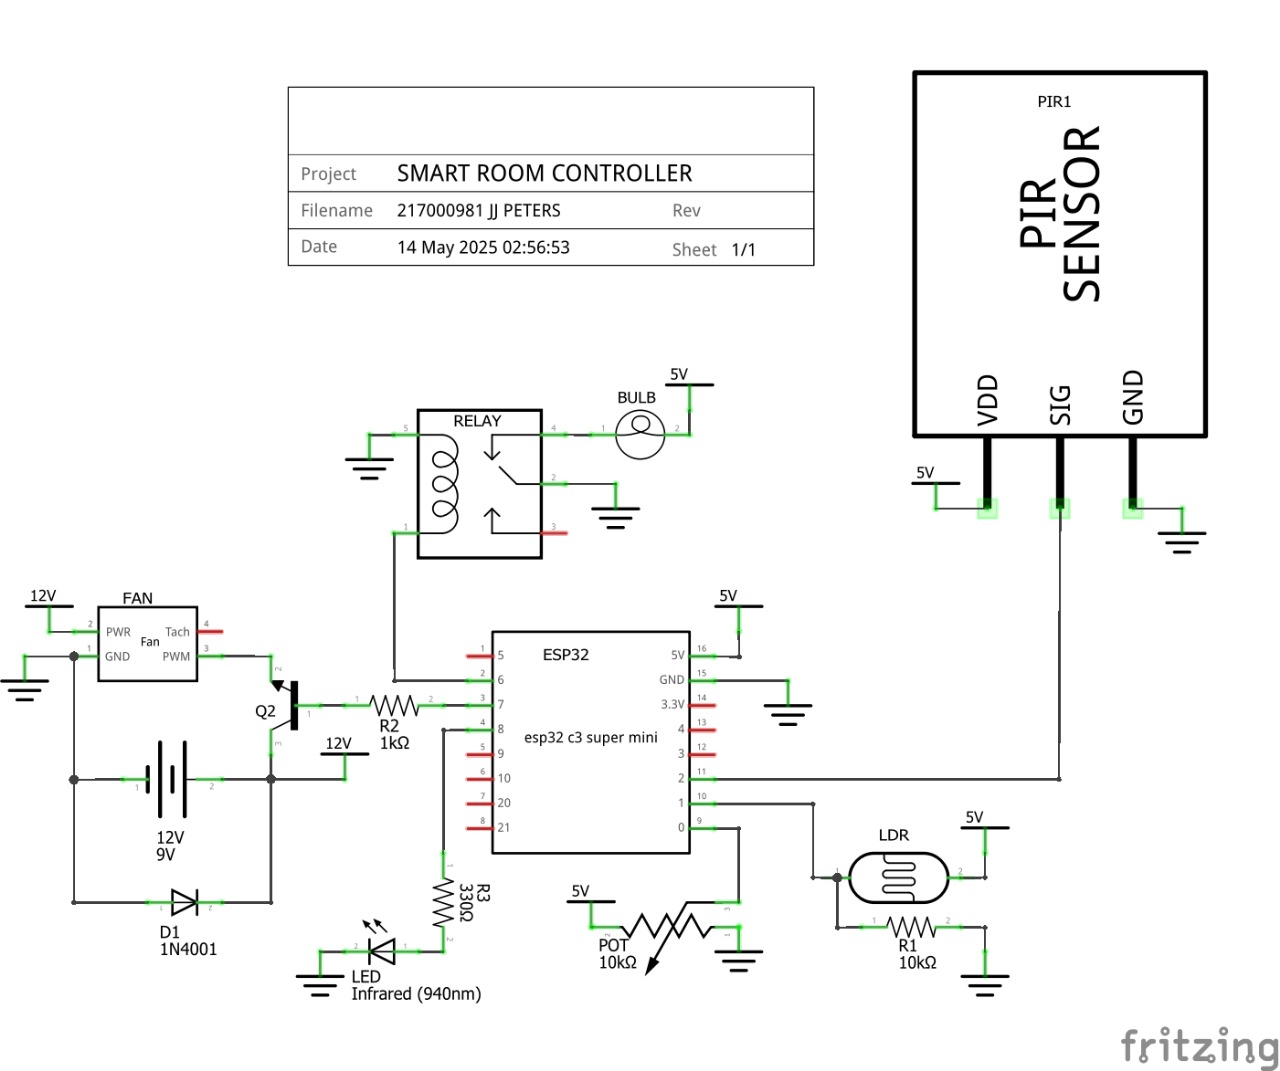 Project SMART ROOM CONTROLLER
Filename 217000981 JJ PETERS Rev
Date 14 May 2025 02:56:53 Sheet 1/1
PIR1
PIR
SENSOR
VDD
SIG
GND
5V
5V
BULB
RELAY
5
4
1
2
2
1
3
12V
FAN
2 PWR
Tach 4
Fan
1 GND
PWM 3
2
Q2
1
3
1
2
R2
1kΩ
12V
1
2
12V
9V
D1
1N4001
5V
ESP32
esp32 c3 super mini
1 5
2 6
3 7
4 8
5 9
6 10
7 20
8 21
5V 16
GND 15
3.3V 14
4 13
3 12
2 11
1 10
0 9
1
R3
330Ω
2
2
1
LED
Infrared (940nm)
5V
2
3
1
POT
10kΩ
5V
LDR
1
2
1
2
R1
10kΩ
fritzing